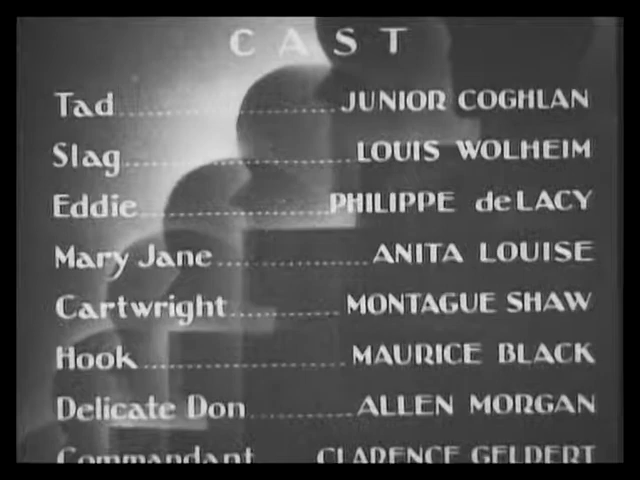 CAST
Tad....................JUNIOR COGHLAN
Slag....................LOUIS WOLHEIM
Eddie....................PHILIPPE deLACY
Mary Jane...............ANITA LOUISE
Cartwright...........MONTAGUE SHAW
Hook....................MAURICE BLACK
Delicate Don...........ALLEN MORGAN
Commandant CLARENCE GELDERT